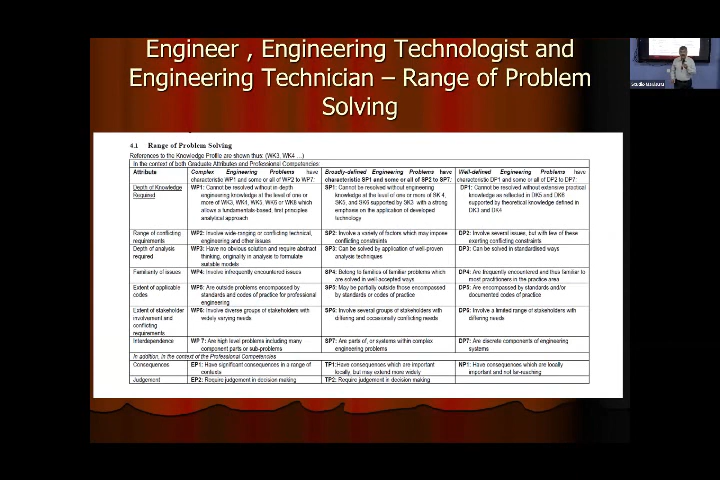 Engineer , Engineering Technologist and
Engineering Technician – Range of Problem
Solving
4.1 Range of Problem Solving
References to the Knowledge Profile are shown thus: (WK3, WK4 …)
In the context of both Graduate Attributes and Professional Competencies:
Attribute
Complex Engineering Problems have
characteristic WP1 and some or all of WP2 to WP7:
Broadly-defined Engineering Problems have
characteristic SP1 and some or all of SP2 to SP7:
Well-defined Engineering Problems have
characteristic DP1 and some or all of DP2 to DP7:
Depth of Knowledge
Required
WP1: Cannot be resolved without in-depth
engineering knowledge at the level of one or
more of WK3, WK4, WK5, WK6 or WK8 which
allows a fundamentals-based, first principles
analytical approach
SP1: Cannot be resolved without engineering
knowledge at the level of one or more of SK 4,
SK5, and SK6 supported by SK3 with a strong
emphasis on the application of developed
technology
DP1: Cannot be resolved without extensive practical
knowledge as reflected in DK5 and DK6
supported by theoretical knowledge defined in
DK3 and DK4
Range of conflicting
requirements
WP2: Involve wide-ranging or conflicting technical,
engineering and other issues
SP2: Involve a variety of factors which may impose
conflicting constraints
DP2: Involve several issues, but with few of these
exerting conflicting constraints
Depth of analysis
required
WP3: Have no obvious solution and require abstract
thinking, originality in analysis to formulate
suitable models
SP3: Can be solved by application of well-proven
analysis techniques
DP3: Can be solved in standardised ways
Familiarity of issues
WP4: Involve infrequently encountered issues
SP4: Belong to families of familiar problems which
are solved in well-accepted ways
DP4: Are frequently encountered and thus familiar to
most practitioners in the practice area
Extent of applicable
codes
WP5: Are outside problems encompassed by
standards and codes of practice for professional
engineering
SP5: May be partially outside those encompassed
by standards or codes of practice
DP5: Are encompassed by standards and/or
documented codes of practice
Extent of stakeholder
involvement and
conflicting
requirements
WP6: Involve diverse groups of stakeholders with
widely varying needs
SP6: Involve several groups of stakeholders with
differing and occasionally conflicting needs
DP6: Involve a limited range of stakeholders with
differing needs
Interdependence
WP 7: Are high level problems including many
component parts or sub-problems
SP7: Are parts of, or systems within complex
engineering problems
DP7: Are discrete components of engineering
systems
In addition, in the context of the Professional Competencies
Consequences
EP1: Have significant consequences in a range of
contexts
TP1: Have consequences which are important
locally, but may extend more widely
NP1: Have consequences which are locally
important and not far-reaching
Judgement
EP2: Require judgement in decision making
TP2: Require judgement in decision making